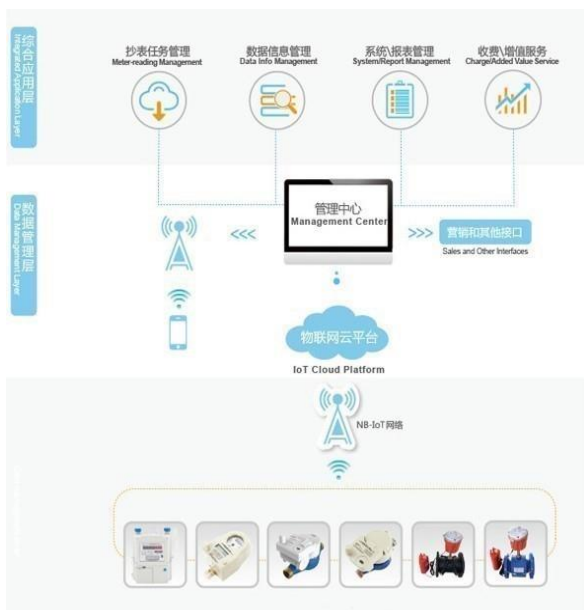 综合应用层
Integrated Application Layer
抄表任务管理
Meter-reading Management
数据信息管理
Data Info Management
系统\报表管理
System/Report Management
收费/增值服务
Charge/Added Value Service
数据管理层
Data Management Layer
管理中心
Management Center
<<<
>>>
营销和其他接口
Sales and Other Interfaces
物联网云平台
IoT Cloud Platform
NB-IoT网络